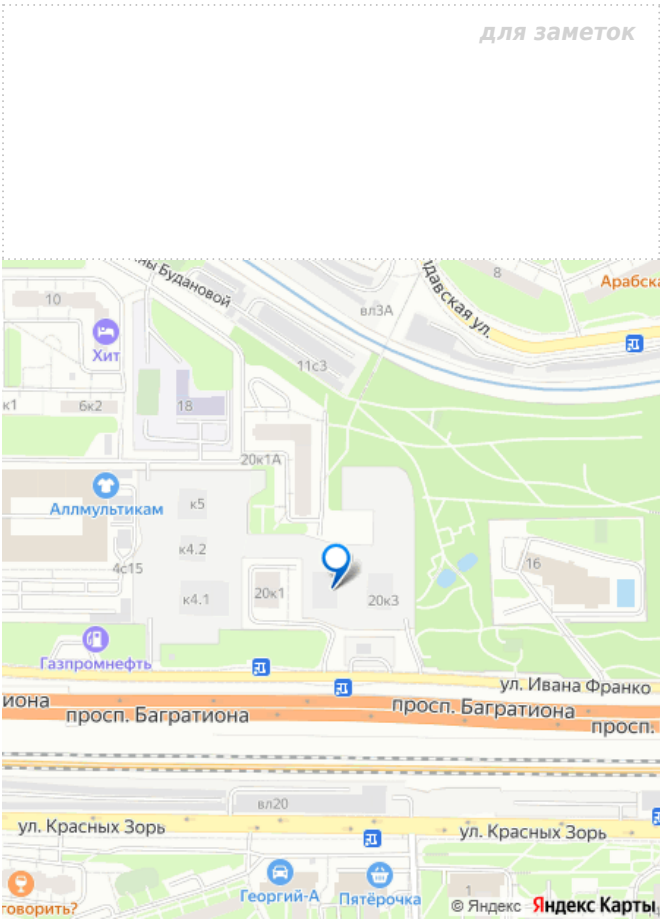 для заметок
ны Будановой
8
Арабска
10
вл3А
давская ул.
Хит
11с3
к1
6к2
18
20к1А
Аллмультикам
к5
к4.2
4с15
16
к4.1
20к1
20к3
Газпромнефть
ул. Ивана Франко
иона
просп. Багратиона
просп. Багратиона
просп.
вл20
ул. Красных Зорь
ул. Красных Зорь
Георгий-А
Пятёрочка
1
говорить?
© Яндекс Яндекс Карты